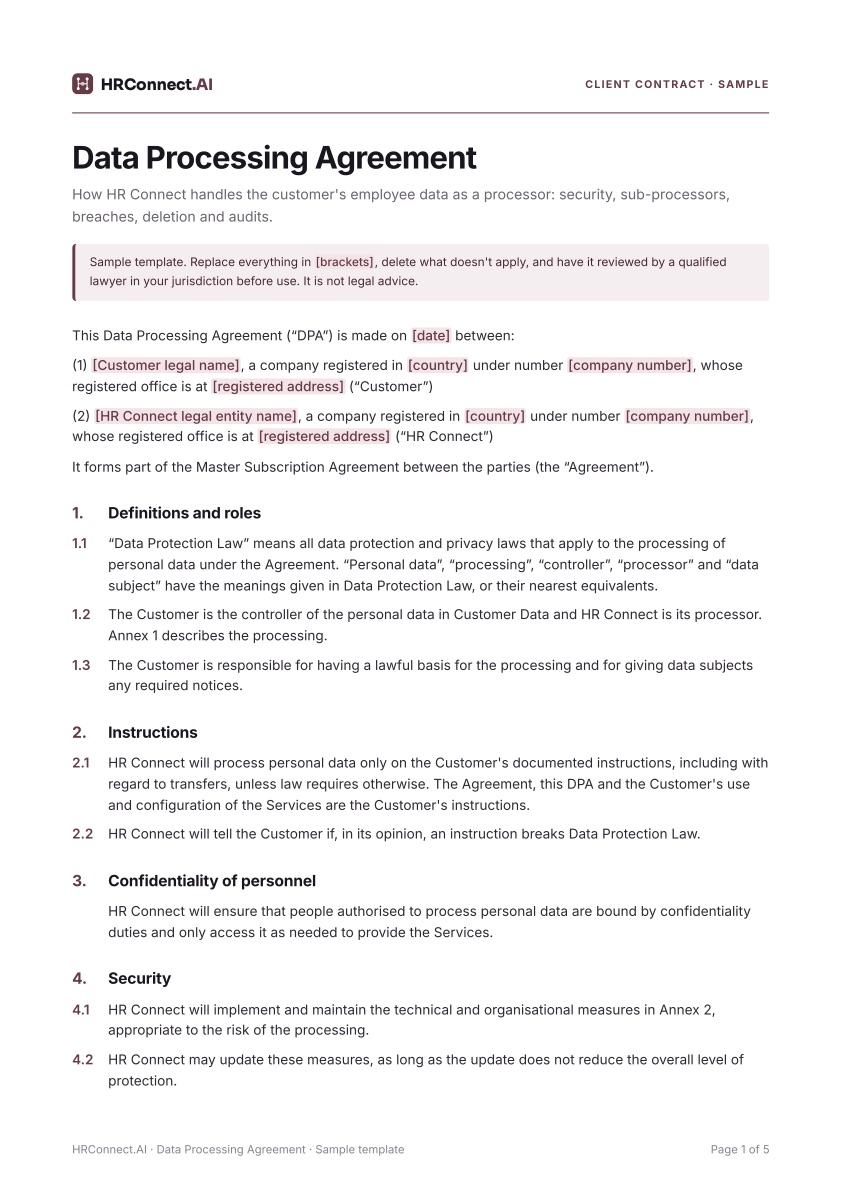 HRConnect.AI
CLIENT CONTRACT · SAMPLE
Data Processing Agreement
How HR Connect handles the customer's employee data as a processor: security, sub-processors,
breaches, deletion and audits.
Sample template. Replace everything in [brackets], delete what doesn't apply, and have it reviewed by a qualified
lawyer in your jurisdiction before use. It is not legal advice.
This Data Processing Agreement (“DPA”) is made on [date] between:
(1) [Customer legal name], a company registered in [country] under number [company number], whose
registered office is at [registered address] (“Customer”)
(2) [HR Connect legal entity name], a company registered in [country] under number [company number],
whose registered office is at [registered address] (“HR Connect”)
It forms part of the Master Subscription Agreement between the parties (the “Agreement”).
1. Definitions and roles
1.1 “Data Protection Law” means all data protection and privacy laws that apply to the processing of
personal data under the Agreement. “Personal data”, “processing”, “controller”, “processor” and “data
subject” have the meanings given in Data Protection Law, or their nearest equivalents.
1.2 The Customer is the controller of the personal data in Customer Data and HR Connect is its processor.
Annex 1 describes the processing.
1.3 The Customer is responsible for having a lawful basis for the processing and for giving data subjects
any required notices.
2. Instructions
2.1 HR Connect will process personal data only on the Customer's documented instructions, including with
regard to transfers, unless law requires otherwise. The Agreement, this DPA and the Customer's use
and configuration of the Services are the Customer's instructions.
2.2 HR Connect will tell the Customer if, in its opinion, an instruction breaks Data Protection Law.
3. Confidentiality of personnel
HR Connect will ensure that people authorised to process personal data are bound by confidentiality
duties and only access it as needed to provide the Services.
4. Security
4.1 HR Connect will implement and maintain the technical and organisational measures in Annex 2,
appropriate to the risk of the processing.
4.2 HR Connect may update these measures, as long as the update does not reduce the overall level of
protection.
HRConnect.AI · Data Processing Agreement · Sample template
Page 1 of 5